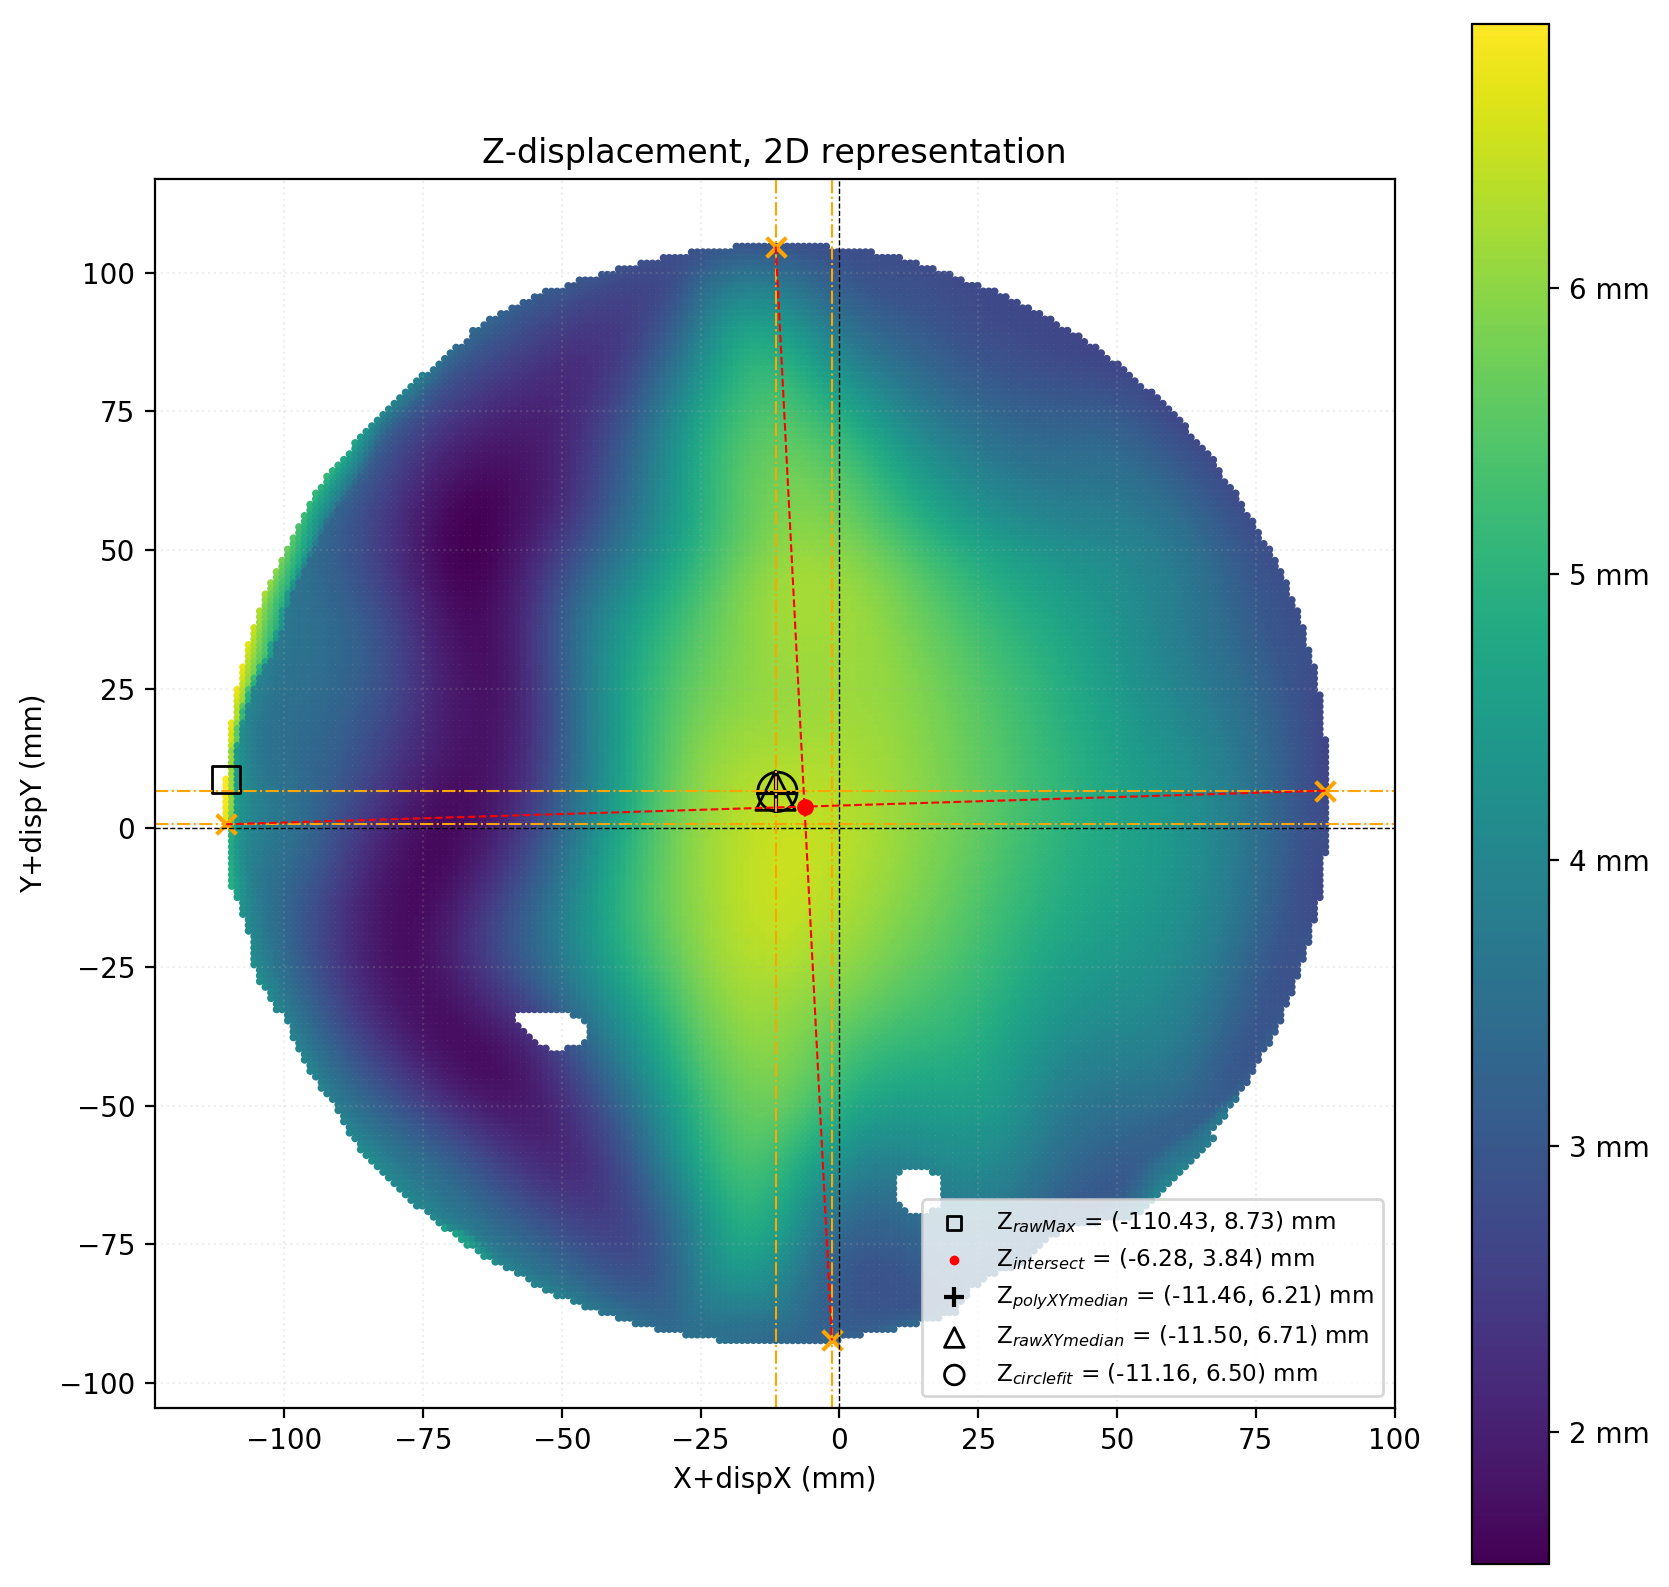 Z-displacement, 2D representation
6 mm
5 mm
4 mm
3 mm
2 mm
Y+dispY (mm)
100
75
50
25
0
−25
−50
−75
−100
Z_rawMax = (-110.43, 8.73) mm
Z_intersect = (-6.28, 3.84) mm
Z_polyXYmedian = (-11.46, 6.21) mm
Z_rawXYmedian = (-11.50, 6.71) mm
Z_circlefit = (-11.16, 6.50) mm
−100 −75 −50 −25 0 25 50 75 100
X+dispX (mm)